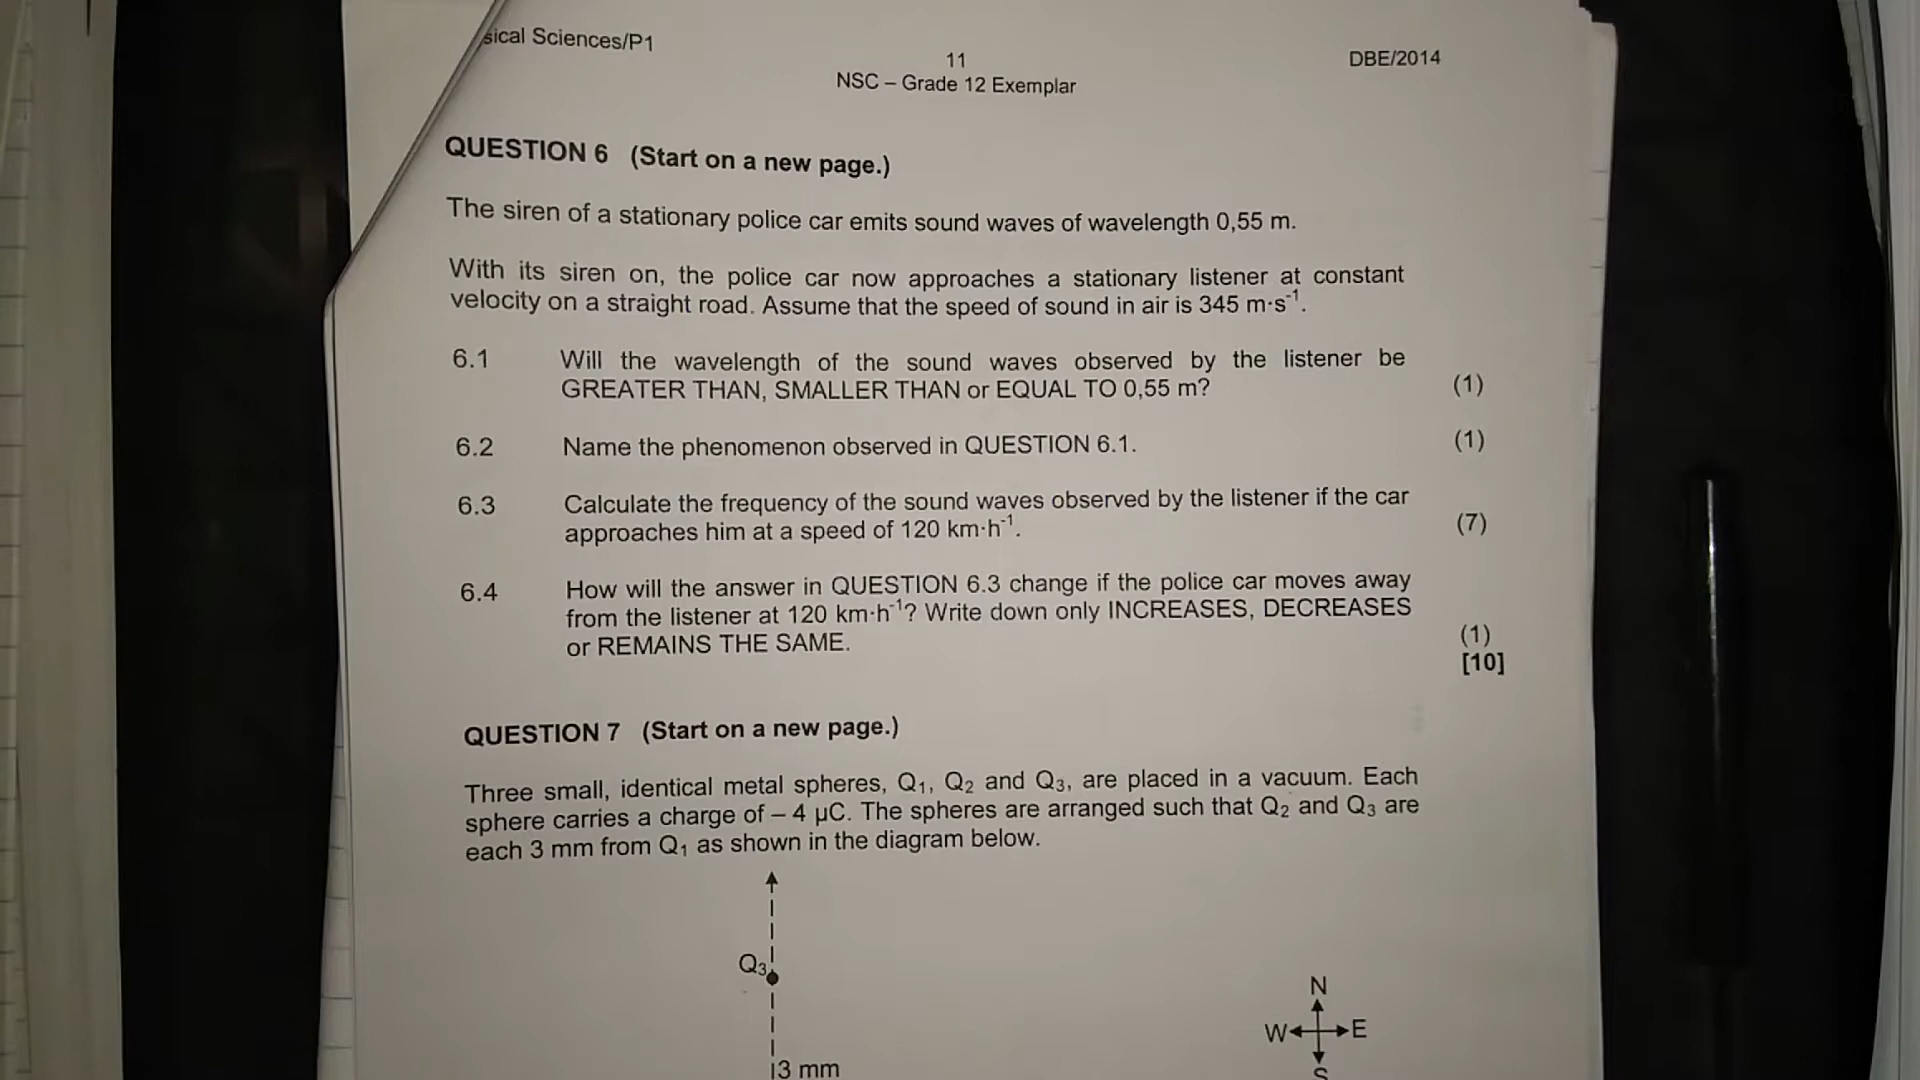 sical Sciences/P1
11
DBE/2014
NSC – Grade 12 Exemplar
QUESTION 6 (Start on a new page.)
The siren of a stationary police car emits sound waves of wavelength 0,55 m.
With its siren on, the police car now approaches a stationary listener at constant
velocity on a straight road. Assume that the speed of sound in air is 345 m·s⁻¹.
6.1 Will the wavelength of the sound waves observed by the listener be
GREATER THAN, SMALLER THAN or EQUAL TO 0,55 m? (1)
6.2 Name the phenomenon observed in QUESTION 6.1. (1)
6.3 Calculate the frequency of the sound waves observed by the listener if the car
approaches him at a speed of 120 km·h⁻¹. (7)
6.4 How will the answer in QUESTION 6.3 change if the police car moves away
from the listener at 120 km·h⁻¹? Write down only INCREASES, DECREASES
or REMAINS THE SAME. (1)
[10]
QUESTION 7 (Start on a new page.)
Three small, identical metal spheres, Q₁, Q₂ and Q₃, are placed in a vacuum. Each
sphere carries a charge of – 4 µC. The spheres are arranged such that Q₂ and Q₃ are
each 3 mm from Q₁ as shown in the diagram below.
Q₃
N
W E
S
3 mm